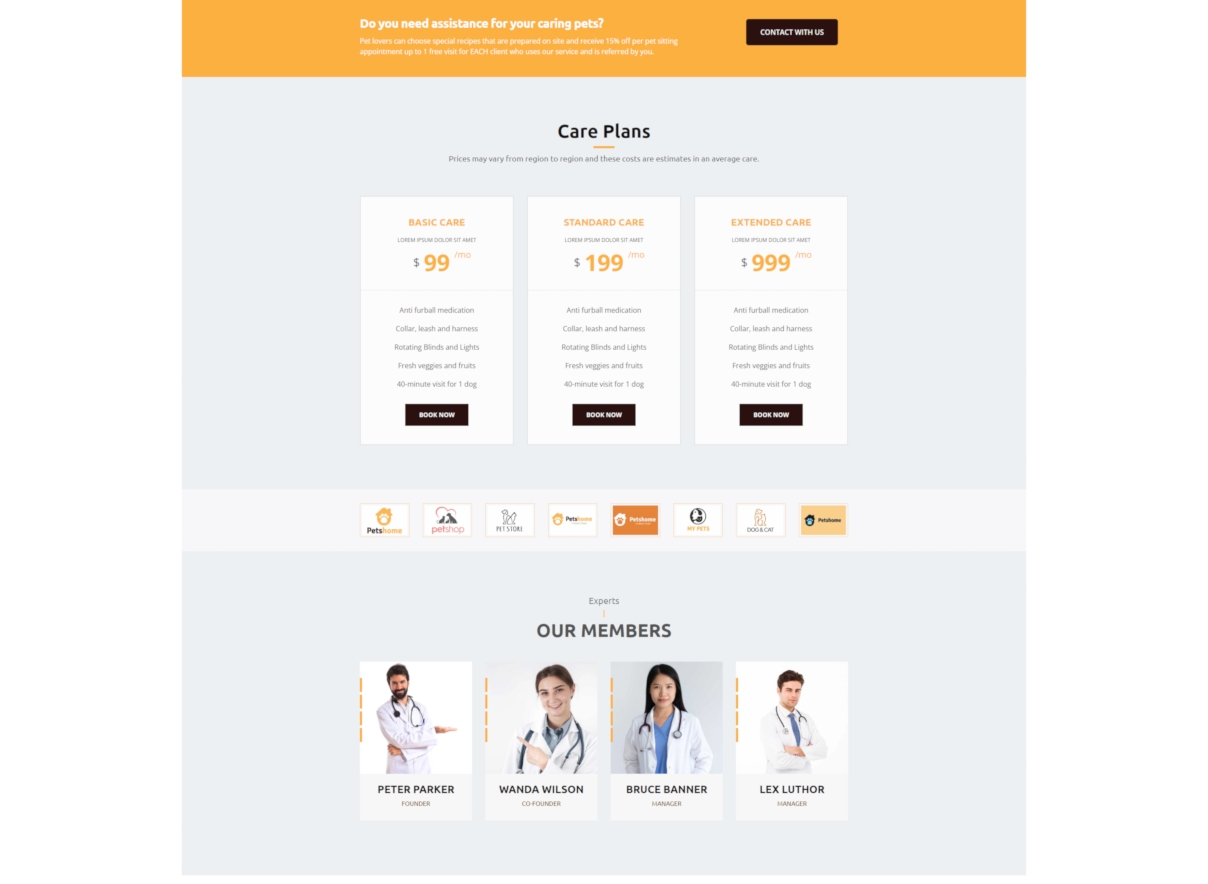 Do you need assistance for your caring pets?
Pet lovers can choose special recipes that are prepared on site and receive 15% off per pet sitting
appointment up to 1 free visit for EACH client who uses our service and is referred by you.
CONTACT WITH US
Care Plans
Prices may vary from region to region and these costs are estimates in an average care.
BASIC CARE
LOREM IPSUM DOLOR SIT AMET
$ 99 /mo
Anti furball medication
Collar, leash and harness
Rotating Blinds and Lights
Fresh veggies and fruits
40-minute visit for 1 dog
BOOK NOW
STANDARD CARE
LOREM IPSUM DOLOR SIT AMET
$ 199 /mo
Anti furball medication
Collar, leash and harness
Rotating Blinds and Lights
Fresh veggies and fruits
40-minute visit for 1 dog
BOOK NOW
EXTENDED CARE
LOREM IPSUM DOLOR SIT AMET
$ 999 /mo
Anti furball medication
Collar, leash and harness
Rotating Blinds and Lights
Fresh veggies and fruits
40-minute visit for 1 dog
BOOK NOW
Petshome
petshop
PET STORE
Petshome
Petshome
MY PETS
DOG & CAT
Petshome
Experts
OUR MEMBERS
PETER PARKER
FOUNDER
WANDA WILSON
CO-FOUNDER
BRUCE BANNER
MANAGER
LEX LUTHOR
MANAGER